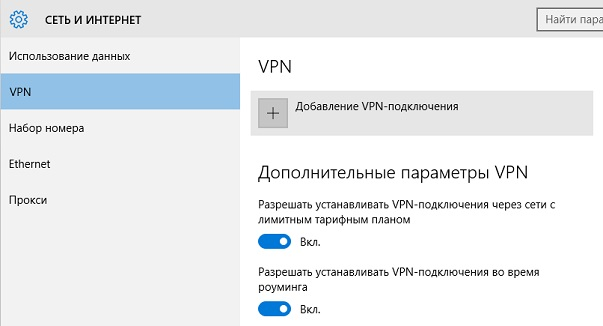 СЕТЬ И ИНТЕРНЕТ
Найти пара
Использование данных
VPN
Набор номера
Ethernet
Прокси
VPN
Добавление VPN-подключения
Дополнительные параметры VPN
Разрешать устанавливать VPN-подключения через сети с
лимитным тарифным планом
Вкл.
Разрешать устанавливать VPN-подключения во время
роуминга
Вкл.